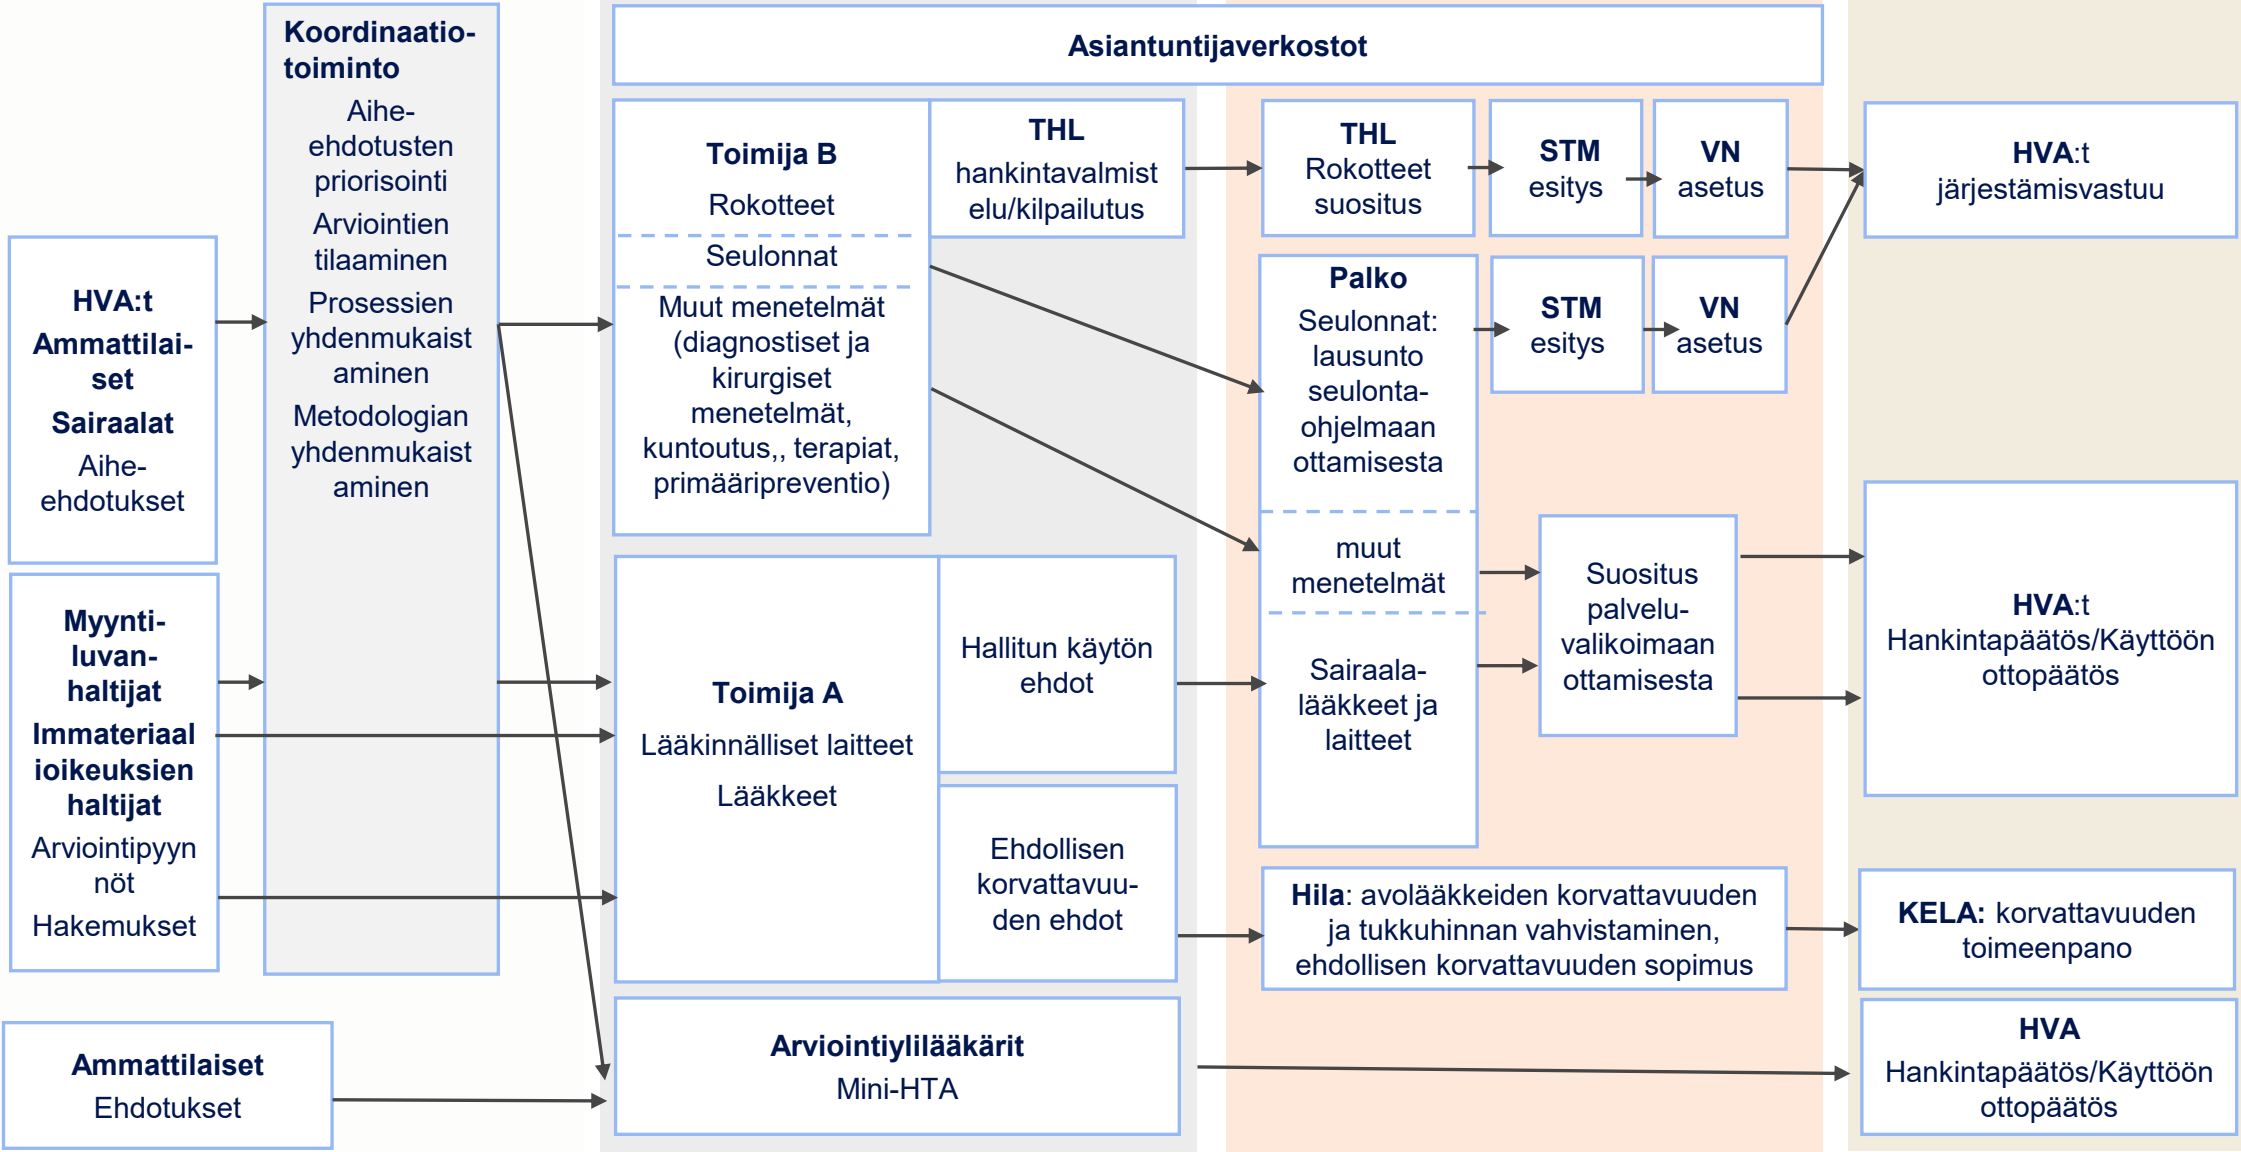 Koordinaatio-
toiminto
Aihe-
ehdotusten
priorisointi
Arviointien
tilaaminen
Prosessien
yhdenmukaist
aminen
Metodologian
yhdenmukaist
aminen
HVA:t
Ammattilai-
set
Sairaalat
Aihe-
ehdotukset
Myynti-
luvan-
haltijat
Immateriaal
ioikeuksien
haltijat
Arviointipyyn
nöt
Hakemukset
Ammattilaiset
Ehdotukset
Asiantuntijaverkostot
Toimija B
Rokotteet
Seulonnat
Muut menetelmät
(diagnostiset ja
kirurgiset
menetelmät,
kuntoutus,, terapiat,
primääripreventio)
THL
hankintavalmist
elu/kilpailutus
Toimija A
Lääkinnälliset laitteet
Lääkkeet
Hallitun käytön
ehdot
Ehdollisen
korvattavuu-
den ehdot
Arviointiylilääkärit
Mini-HTA
THL
Rokotteet
suositus
STM
esitys
VN
asetus
Palko
Seulonnat:
lausunto
seulonta-
ohjelmaan
ottamisesta
muut
menetelmät
Sairaala-
lääkkeet ja
laitteet
STM
esitys
VN
asetus
Suositus
palvelu-
valikoimaan
ottamisesta
Hila: avolääkkeiden korvattavuuden
ja tukkuhinnan vahvistaminen,
ehdollisen korvattavuuden sopimus
HVA:t
järjestämisvastuu
HVA:t
Hankintapäätös/Käyttöön
ottopäätös
KELA: korvattavuuden
toimeenpano
HVA
Hankintapäätös/Käyttöön
ottopäätös